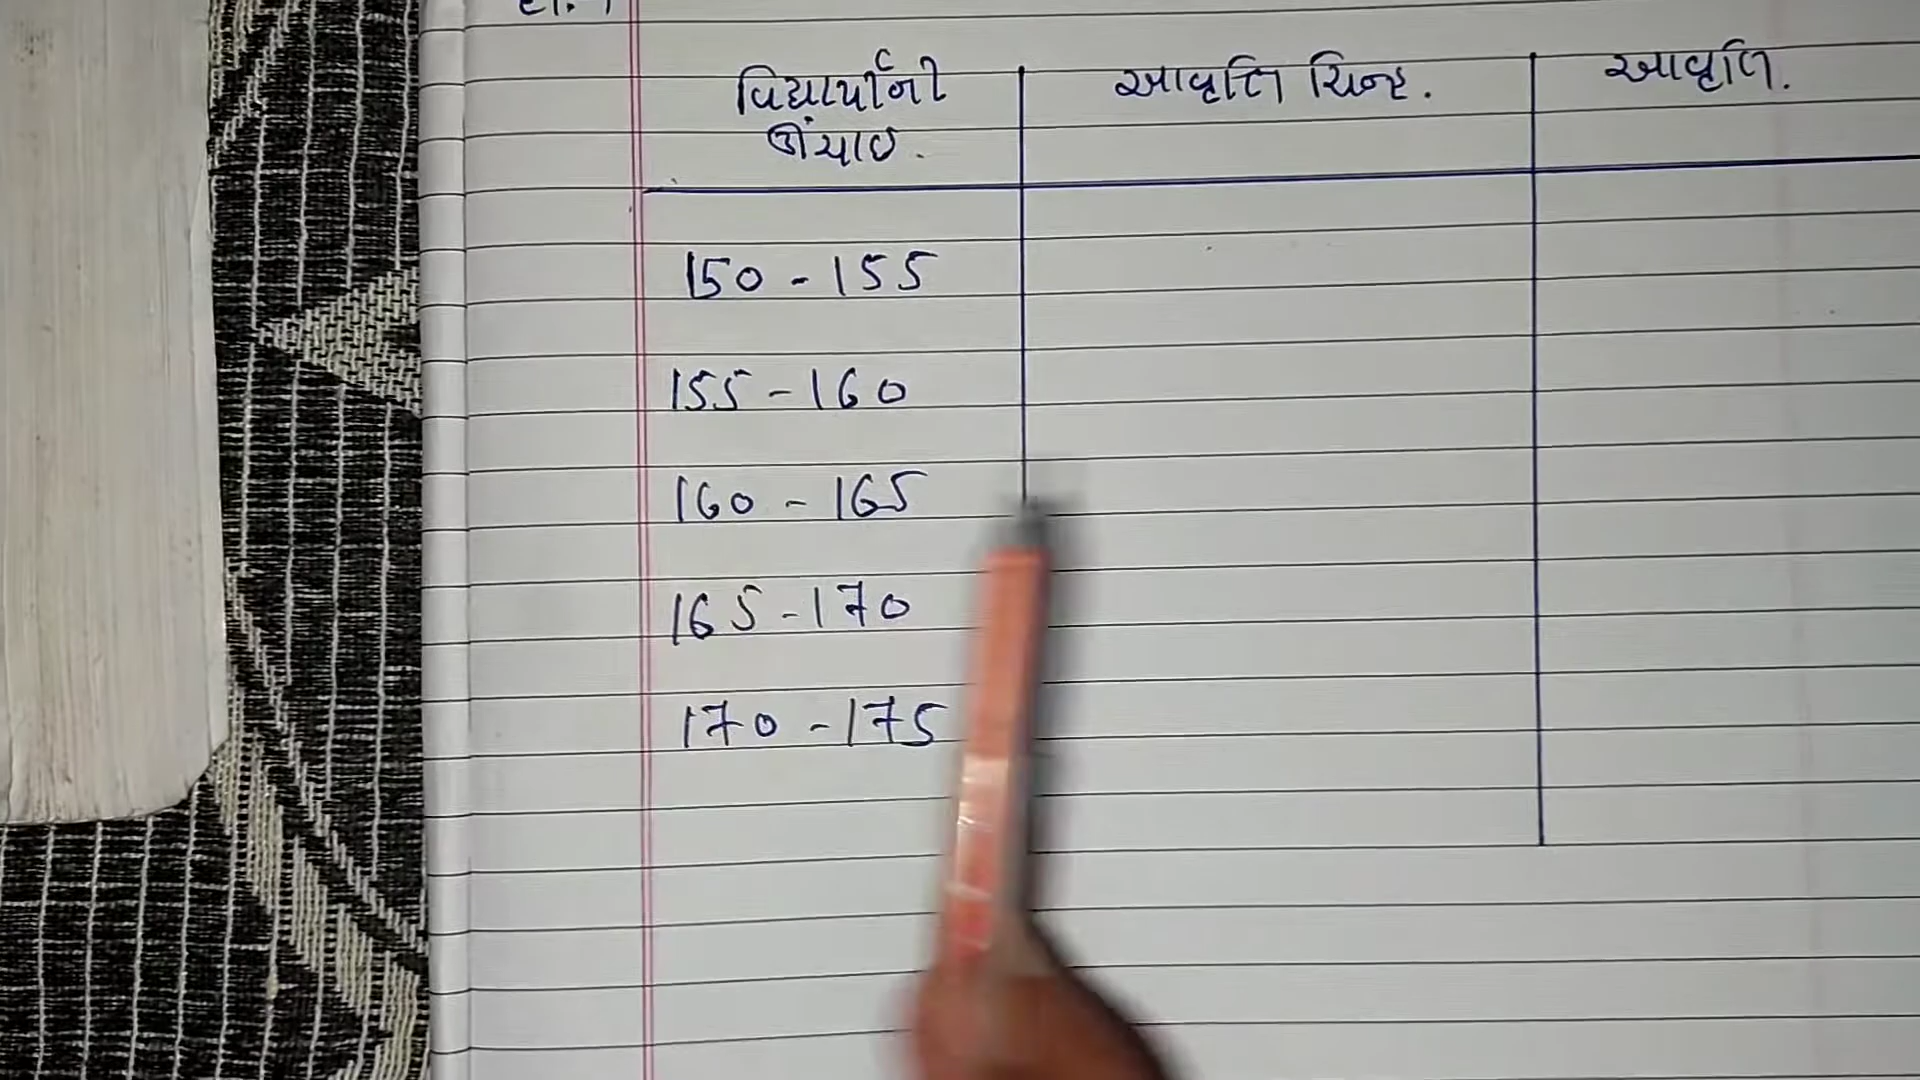 વિદ્યાર્થીની
ઊંચાઇ.
આવૃત્તિ ચિન્હ.
આવૃત્તિ.
150 - 155
155 - 160
160 - 165
165 - 170
170 - 175